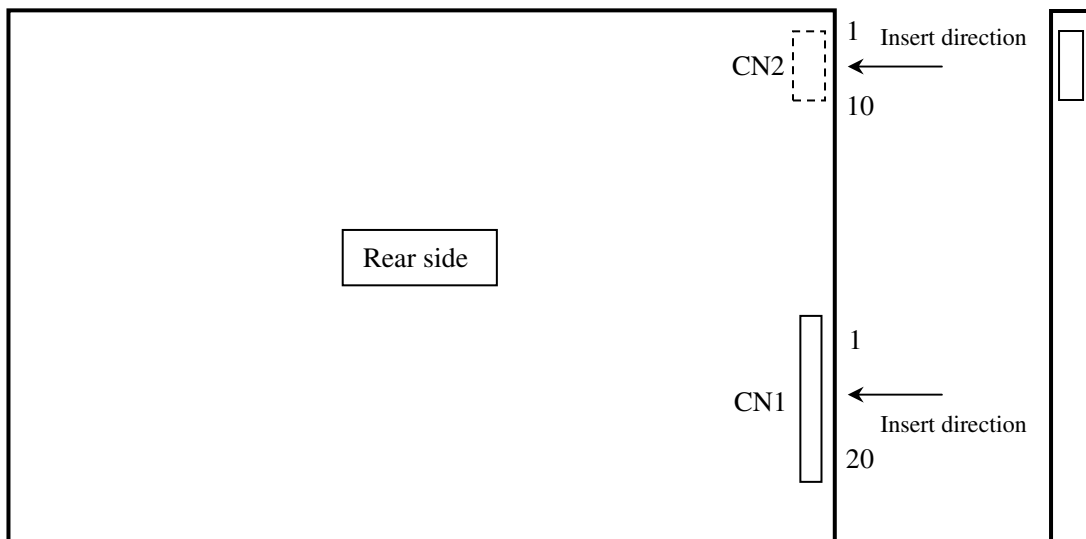 1
Insert direction
CN2
10
Rear side
1
CN1
Insert direction
20